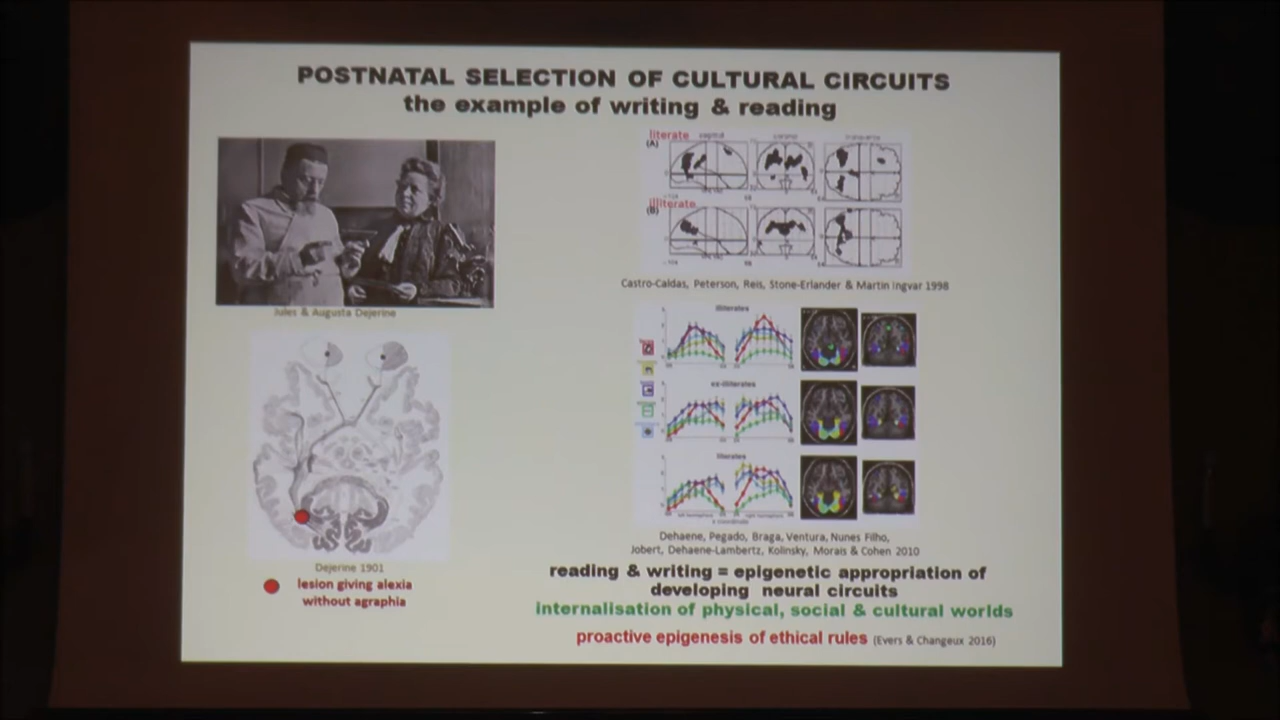 POSTNATAL SELECTION OF CULTURAL CIRCUITS
the example of writing & reading
Jules & Augusta Dejerine
Dejerine 1901
lesion giving alexia
without agraphia
literate
(A)
illiterate
(B)
Castro-Caldas, Peterson, Reis, Stone-Erlander & Martin Ingvar 1998
illiterates
ex-illiterates
literates
Dehaene, Pegado, Braga, Ventura, Nunes Filho,
Jobert, Dehaene-Lambertz, Kolinsky, Morais & Cohen 2010
reading & writing = epigenetic appropriation of
developing neural circuits
internalisation of physical, social & cultural worlds
proactive epigenesis of ethical rules (Evers & Changeux 2016)